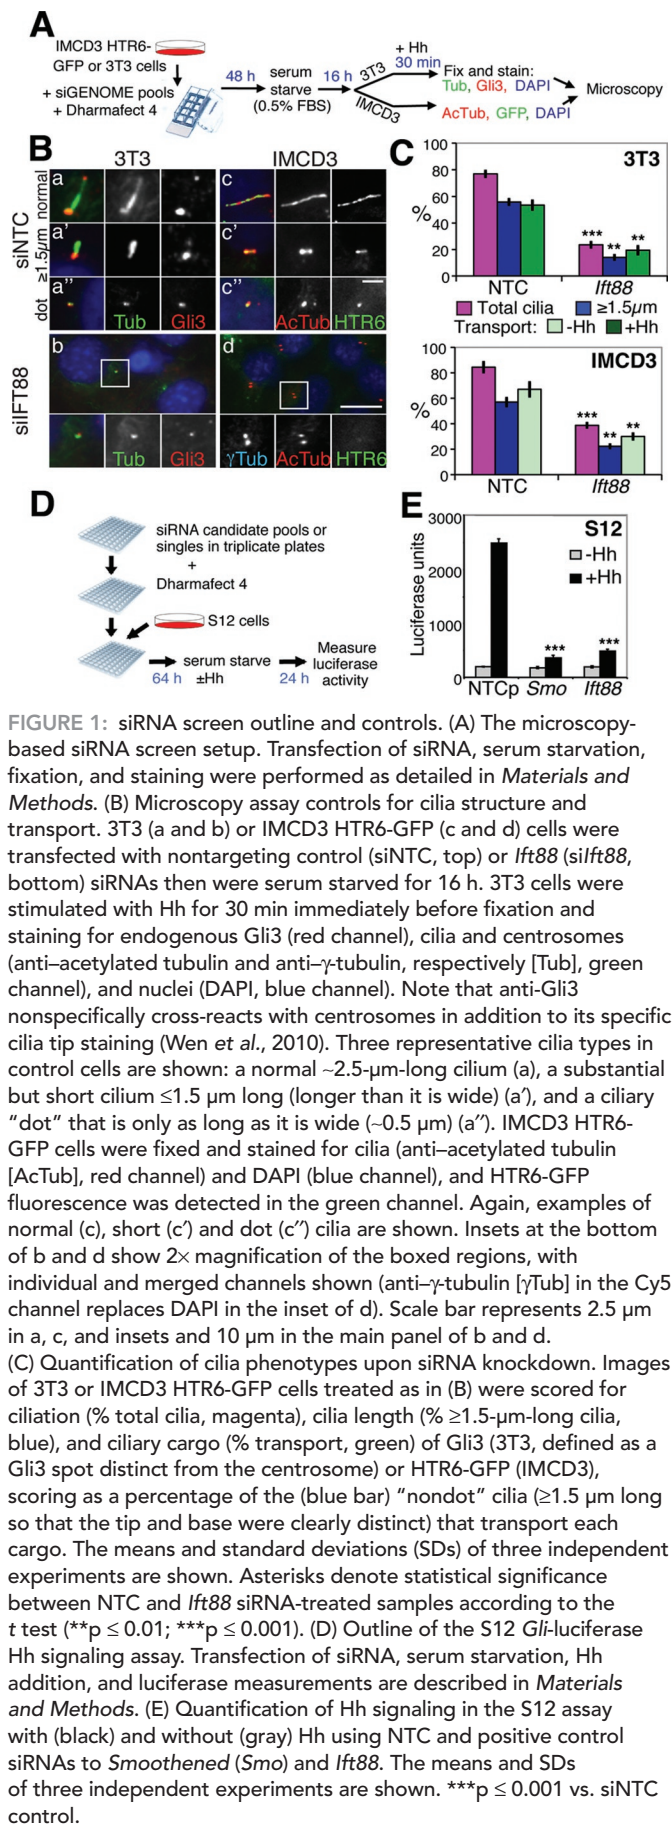 A
IMCD3 HTR6-
GFP or 3T3 cells
+ siGENOME pools
+ Dharmafect 4
48 h
serum
starve
(0.5% FBS)
16 h
3T3
IMCD3
+ Hh
30 min
Fix and stain:
Tub, Gli3, DAPI
AcTub, GFP, DAPI
Microscopy
B
3T3
IMCD3
siNTC
normal
≥1.5µm
dot
a
c
a'
c'
a''
Tub
Gli3
c''
AcTub
HTR6
siIFT88
b
d
Tub
Gli3
γTub
AcTub
HTR6
C
3T3
100
80
60
40
20
0
%
***
**
**
NTC
Ift88
Total cilia
≥1.5µm
Transport:
-Hh
+Hh
IMCD3
100
80
60
40
20
0
%
***
**
**
NTC
Ift88
D
siRNA candidate pools or
singles in triplicate plates
+
Dharmafect 4
S12 cells
64 h
serum starve
±Hh
24 h
Measure
luciferase
activity
E
S12
3000
2000
1000
0
Luciferase units
-Hh
+Hh
***
***
NTCp
Smo
Ift88
FIGURE 1: siRNA screen outline and controls. (A) The microscopy-
based siRNA screen setup. Transfection of siRNA, serum starvation,
fixation, and staining were performed as detailed in Materials and
Methods. (B) Microscopy assay controls for cilia structure and
transport. 3T3 (a and b) or IMCD3 HTR6-GFP (c and d) cells were
transfected with nontargeting control (siNTC, top) or Ift88 (siIft88,
bottom) siRNAs then were serum starved for 16 h. 3T3 cells were
stimulated with Hh for 30 min immediately before fixation and
staining for endogenous Gli3 (red channel), cilia and centrosomes
(anti–acetylated tubulin and anti–γ-tubulin, respectively [Tub], green
channel), and nuclei (DAPI, blue channel). Note that anti-Gli3
nonspecifically cross-reacts with centrosomes in addition to its specific
cilia tip staining (Wen et al., 2010). Three representative cilia types in
control cells are shown: a normal ~2.5-µm-long cilium (a), a substantial
but short cilium ≤1.5 µm long (longer than it is wide) (a′), and a ciliary
“dot” that is only as long as it is wide (~0.5 µm) (a″). IMCD3 HTR6-
GFP cells were fixed and stained for cilia (anti–acetylated tubulin
[AcTub], red channel) and DAPI (blue channel), and HTR6-GFP
fluorescence was detected in the green channel. Again, examples of
normal (c), short (c′) and dot (c″) cilia are shown. Insets at the bottom
of b and d show 2× magnification of the boxed regions, with
individual and merged channels shown (anti–γ-tubulin [γTub] in the Cy5
channel replaces DAPI in the inset of d). Scale bar represents 2.5 µm
in a, c, and insets and 10 µm in the main panel of b and d.
(C) Quantification of cilia phenotypes upon siRNA knockdown. Images
of 3T3 or IMCD3 HTR6-GFP cells treated as in (B) were scored for
ciliation (% total cilia, magenta), cilia length (% ≥1.5-µm-long cilia,
blue), and ciliary cargo (% transport, green) of Gli3 (3T3, defined as a
Gli3 spot distinct from the centrosome) or HTR6-GFP (IMCD3),
scoring as a percentage of the (blue bar) “nondot” cilia (≥1.5 µm long
so that the tip and base were clearly distinct) that transport each
cargo. The means and standard deviations (SDs) of three independent
experiments are shown. Asterisks denote statistical significance
between NTC and Ift88 siRNA-treated samples according to the
t test (**p ≤ 0.01; ***p ≤ 0.001). (D) Outline of the S12 Gli-luciferase
Hh signaling assay. Transfection of siRNA, serum starvation, Hh
addition, and luciferase measurements are described in Materials
and Methods. (E) Quantification of Hh signaling in the S12 assay
with (black) and without (gray) Hh using NTC and positive control
siRNAs to Smoothened (Smo) and Ift88. The means and SDs
of three independent experiments are shown. ***p ≤ 0.001 vs. siNTC
control.